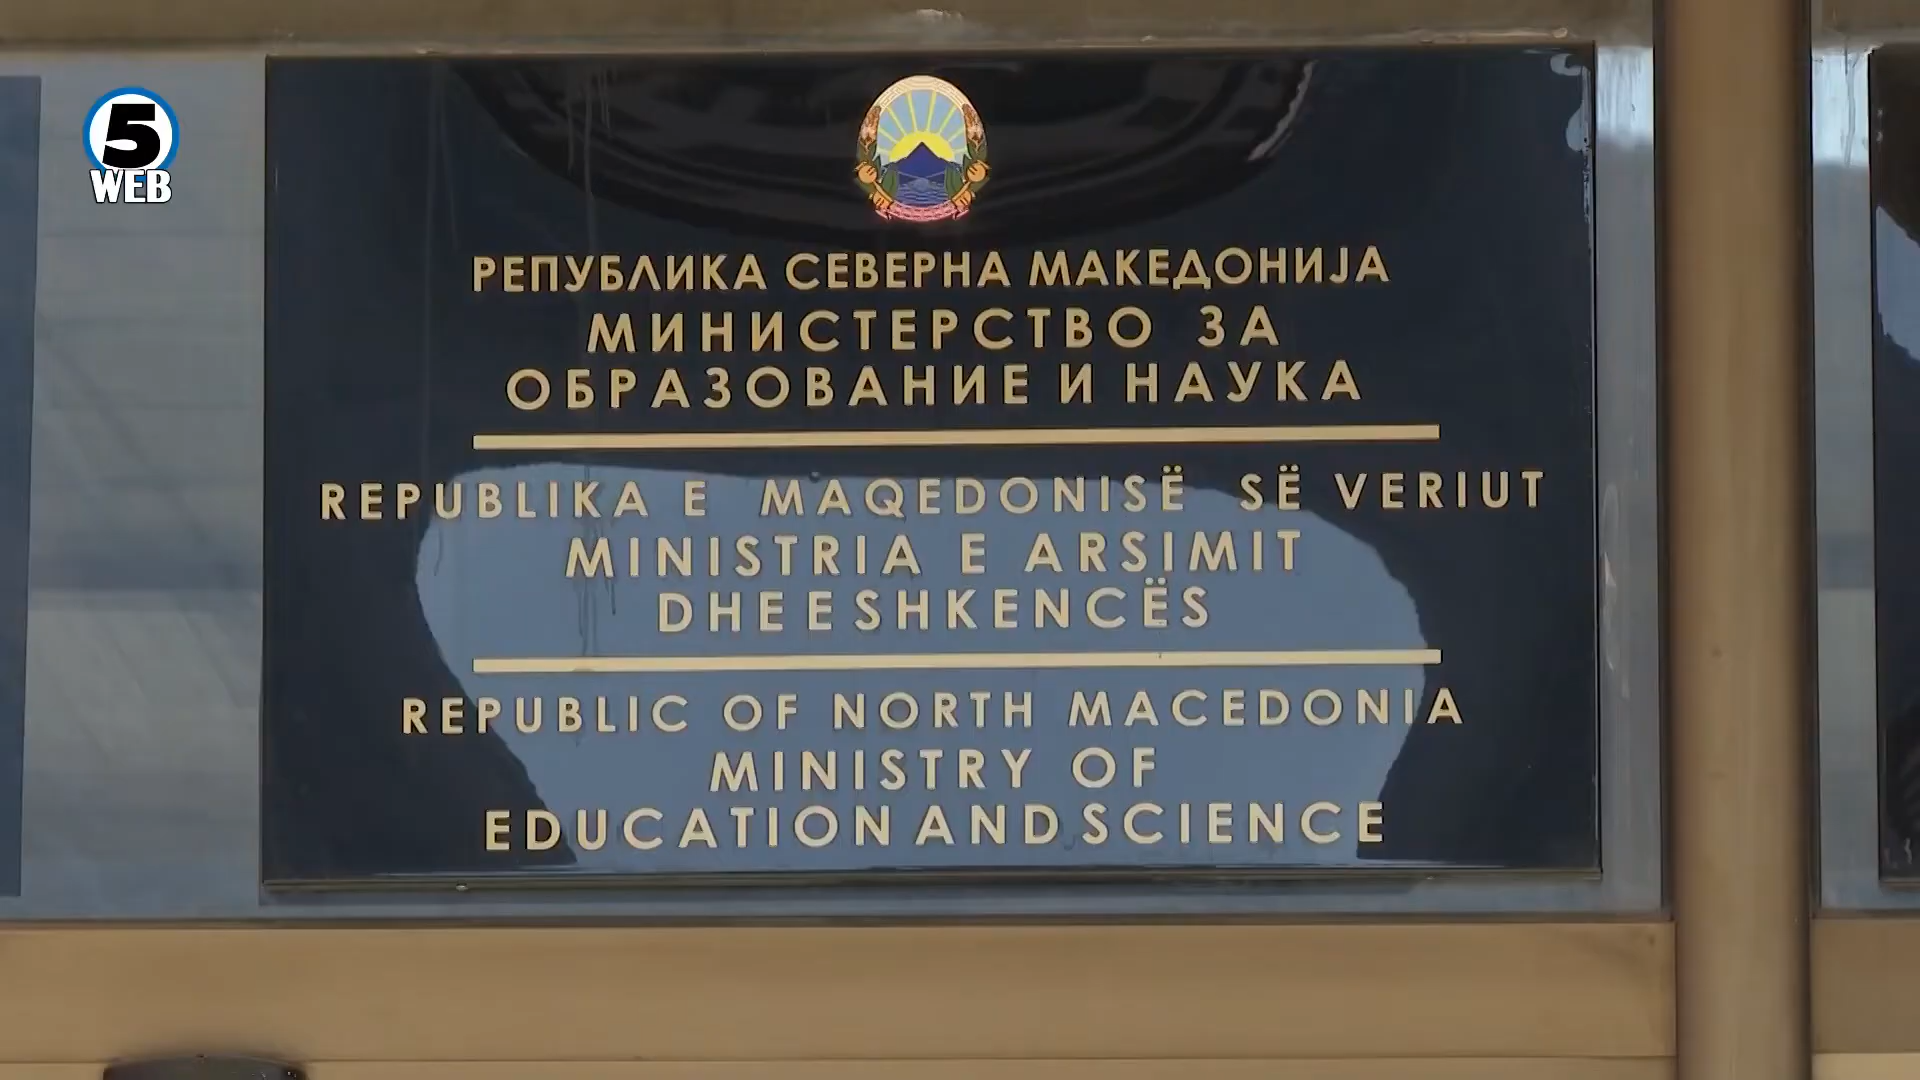 5
WEB
РЕПУБЛИКА СЕВЕРНА МАКЕДОНИЈА
МИНИСТЕРСТВО ЗА
ОБРАЗОВАНИЕ И НАУКА
REPUBLIKA E MAQEDONISË SË VERIUT
MINISTRIA E ARSIMIT
DHE E SHKENCËS
REPUBLIC OF NORTH MACEDONIA
MINISTRY OF
EDUCATION AND SCIENCE